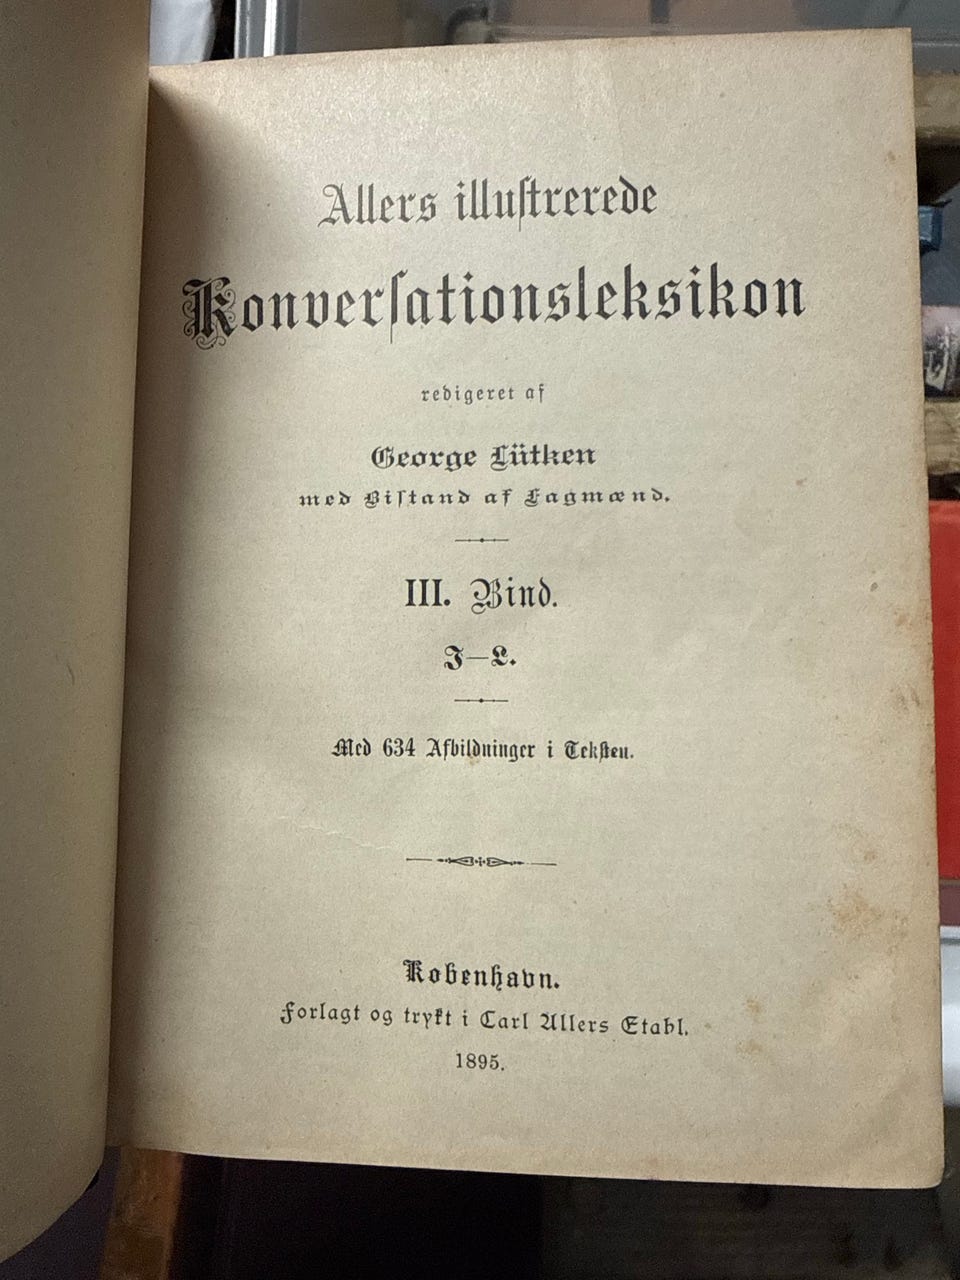 Allers illustrerede
Konversationsleksikon
redigeret af
George Lütken
med Bistand af Fagmænd.
III. Bind.
I—L.
Med 634 Afbildninger i Teksten.
København.
Forlagt og trykt i Carl Allers Etabl.
1895.